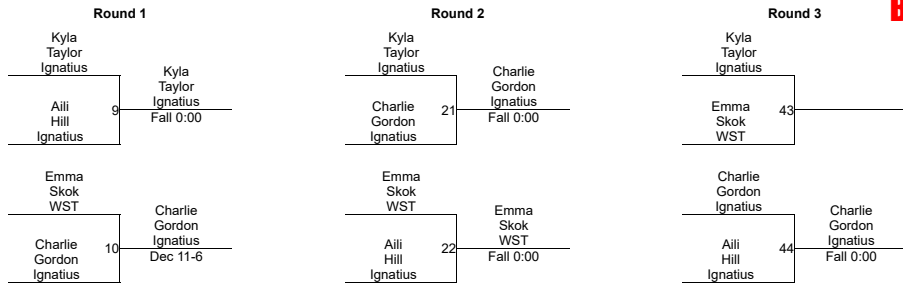 Round 1
Kyla
Taylor
Ignatius
Aili
Hill
Ignatius
9
Kyla
Taylor
Ignatius
Fall 0:00
Emma
Skok
WST
Charlie
Gordon
Ignatius
10
Charlie
Gordon
Ignatius
Dec 11-6
Round 2
Kyla
Taylor
Ignatius
Charlie
Gordon
Ignatius
21
Charlie
Gordon
Ignatius
Fall 0:00
Emma
Skok
WST
Aili
Hill
Ignatius
22
Emma
Skok
WST
Fall 0:00
Round 3
Kyla
Taylor
Ignatius
Emma
Skok
WST
43
Charlie
Gordon
Ignatius
Aili
Hill
Ignatius
44
Charlie
Gordon
Ignatius
Fall 0:00